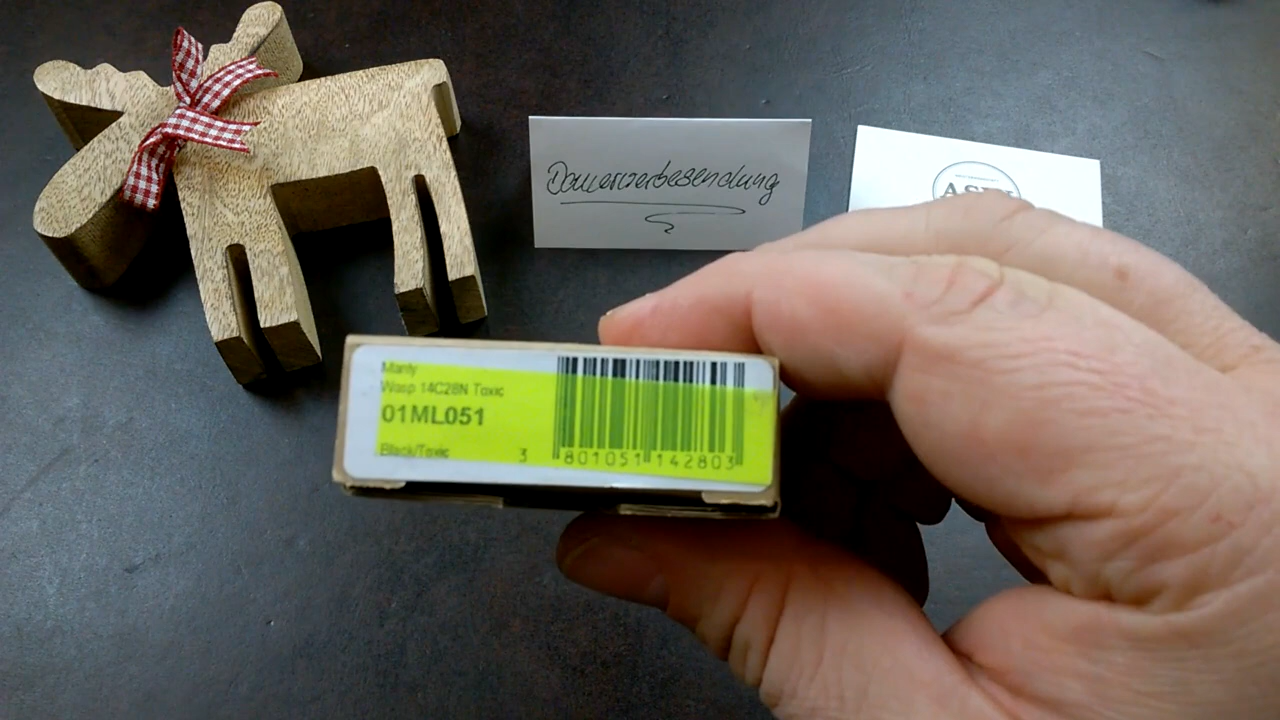 Dauerwerbesendung
Manly
Wasp 14C28N Toxic
01ML051
Black/Toxic
3 801051 142803